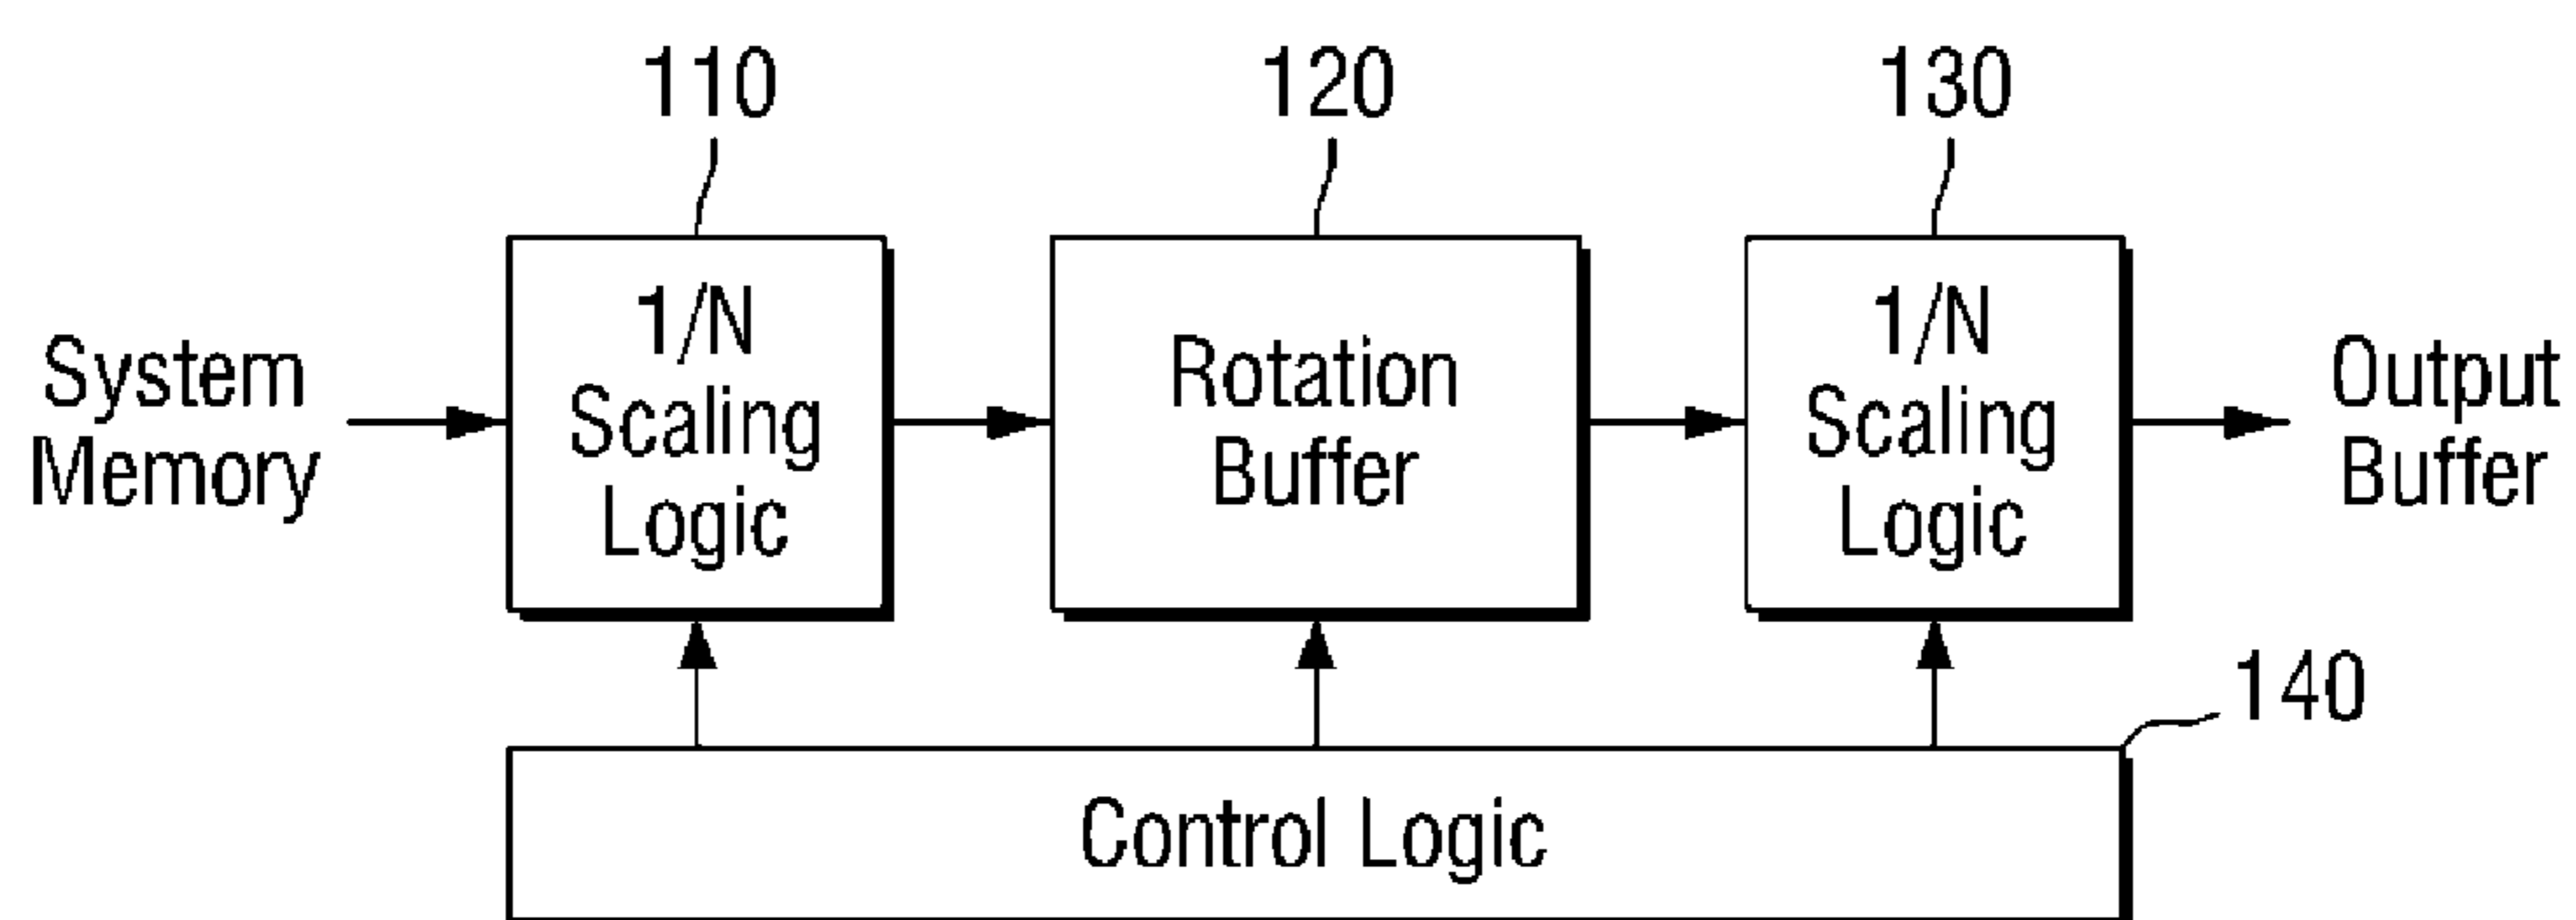 110
120
130
System
Memory
1/N
Scaling
Logic
Rotation
Buffer
1/N
Scaling
Logic
Output
Buffer
140
Control Logic